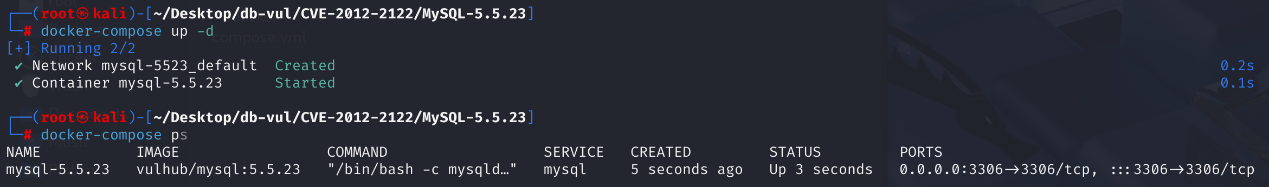 ┌──(root㉿kali)-[~/Desktop/db-vul/CVE-2012-2122/MySQL-5.5.23]
└─# docker-compose up -d
[+] Running 2/2
✔ Network mysql-5523_default Created 0.2s
✔ Container mysql-5.5.23 Started 0.1s
┌──(root㉿kali)-[~/Desktop/db-vul/CVE-2012-2122/MySQL-5.5.23]
└─# docker-compose ps
NAME IMAGE COMMAND SERVICE CREATED STATUS PORTS
mysql-5.5.23 vulhub/mysql:5.5.23 "/bin/bash -c mysqld…" mysql 5 seconds ago Up 3 seconds 0.0.0.0:3306->3306/tcp, :::3306->3306/tcp